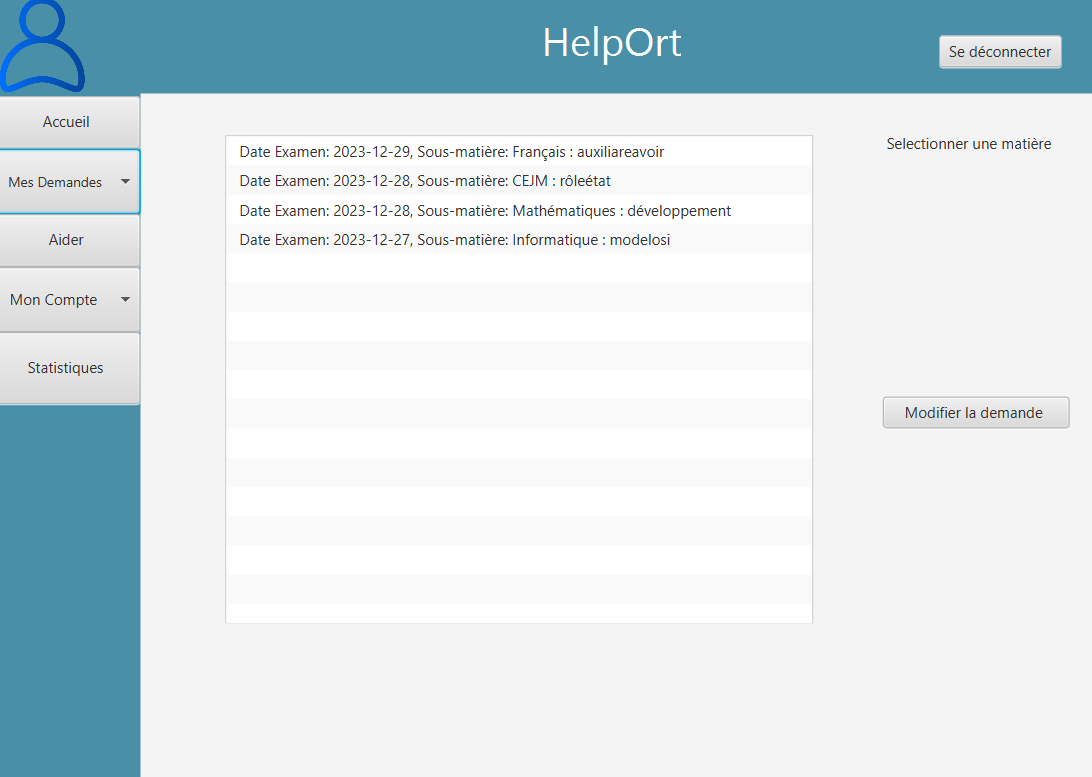 HelpOrt
Se déconnecter
Accueil
Mes Demandes
Aider
Mon Compte
Statistiques
Date Examen: 2023-12-29, Sous-matière: Français : auxiliareavoir
Date Examen: 2023-12-28, Sous-matière: CEJM : rôleétat
Date Examen: 2023-12-28, Sous-matière: Mathématiques : développement
Date Examen: 2023-12-27, Sous-matière: Informatique : modelosi
Selectionner une matière
Modifier la demande